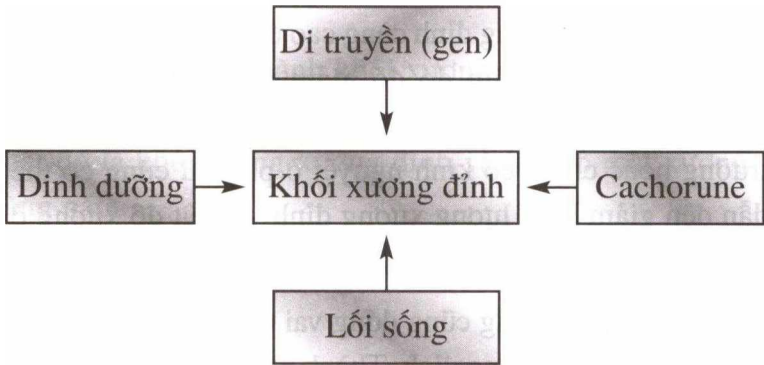 Di truyền (gen)
Dinh dưỡng
Khối xương đỉnh
Cachorune
Lối sống